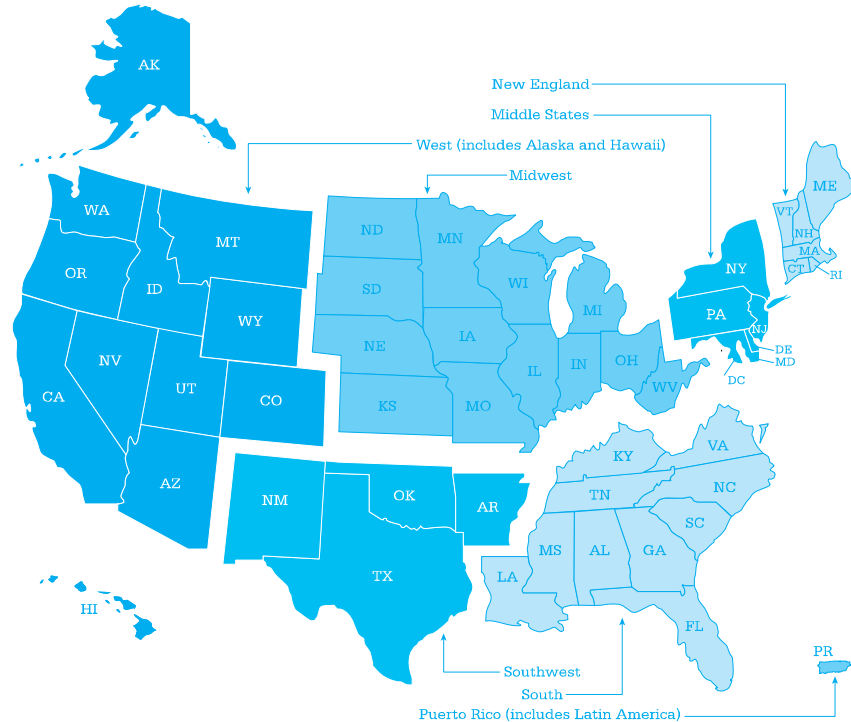 AK
New England
Middle States
West (includes Alaska and Hawaii)
Midwest
ME
WA
VT
ND
MN
NH
MT
MA
OR
NY
CT
RI
WI
ID
SD
MI
WY
PA
NJ
IA
NE
DE
NV
OH
MD
UT
IL
IN
DC
WV
CA
CO
KS
MO
VA
KY
AZ
NC
TN
NM
OK
AR
SC
MS
AL
GA
TX
LA
HI
FL
PR
Southwest
South
Puerto Rico (includes Latin America)